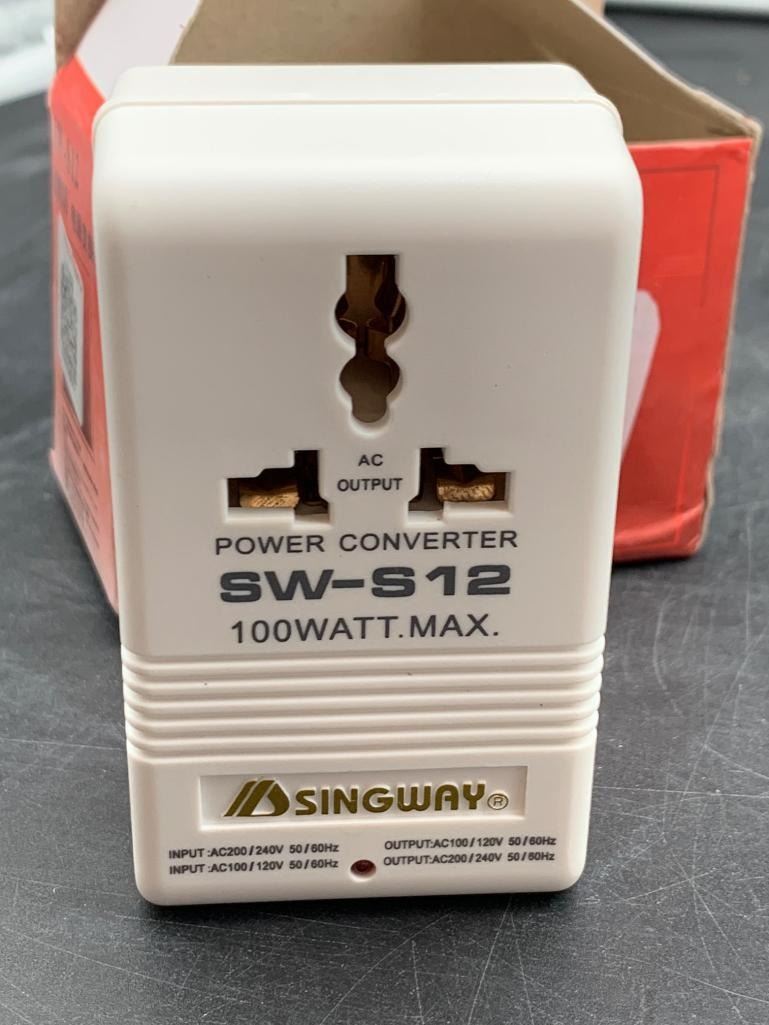 AC
OUTPUT
POWER CONVERTER
SW-S12
100WATT.MAX.
SINGWAY®
INPUT :AC200/240V 50/60Hz OUTPUT:AC100/120V 50/60Hz
INPUT :AC100/120V 50/60Hz OUTPUT:AC200/240V 50/60Hz